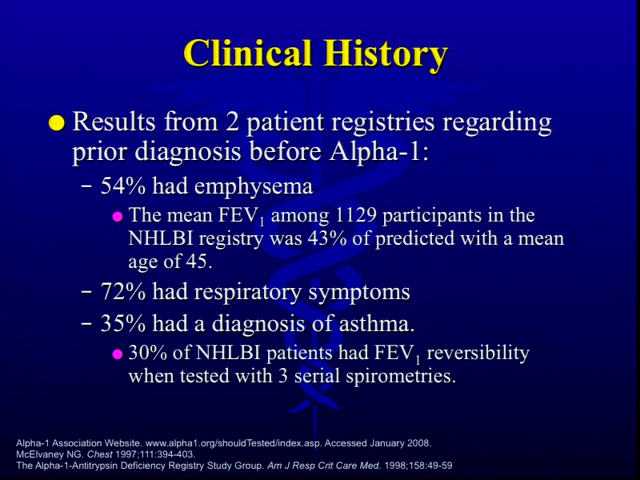 Clinical History
● Results from 2 patient registries regarding
prior diagnosis before Alpha-1:
– 54% had emphysema
● The mean FEV₁ among 1129 participants in the
NHLBI registry was 43% of predicted with a mean
age of 45.
– 72% had respiratory symptoms
– 35% had a diagnosis of asthma.
● 30% of NHLBI patients had FEV₁ reversibility
when tested with 3 serial spirometries.
Alpha-1 Association Website. www.alpha1.org/shouldTested/index.asp. Accessed January 2008.
McElvaney NG. Chest 1997;111:394-403.
The Alpha-1-Antitrypsin Deficiency Registry Study Group. Am J Resp Crit Care Med. 1998;158:49-59